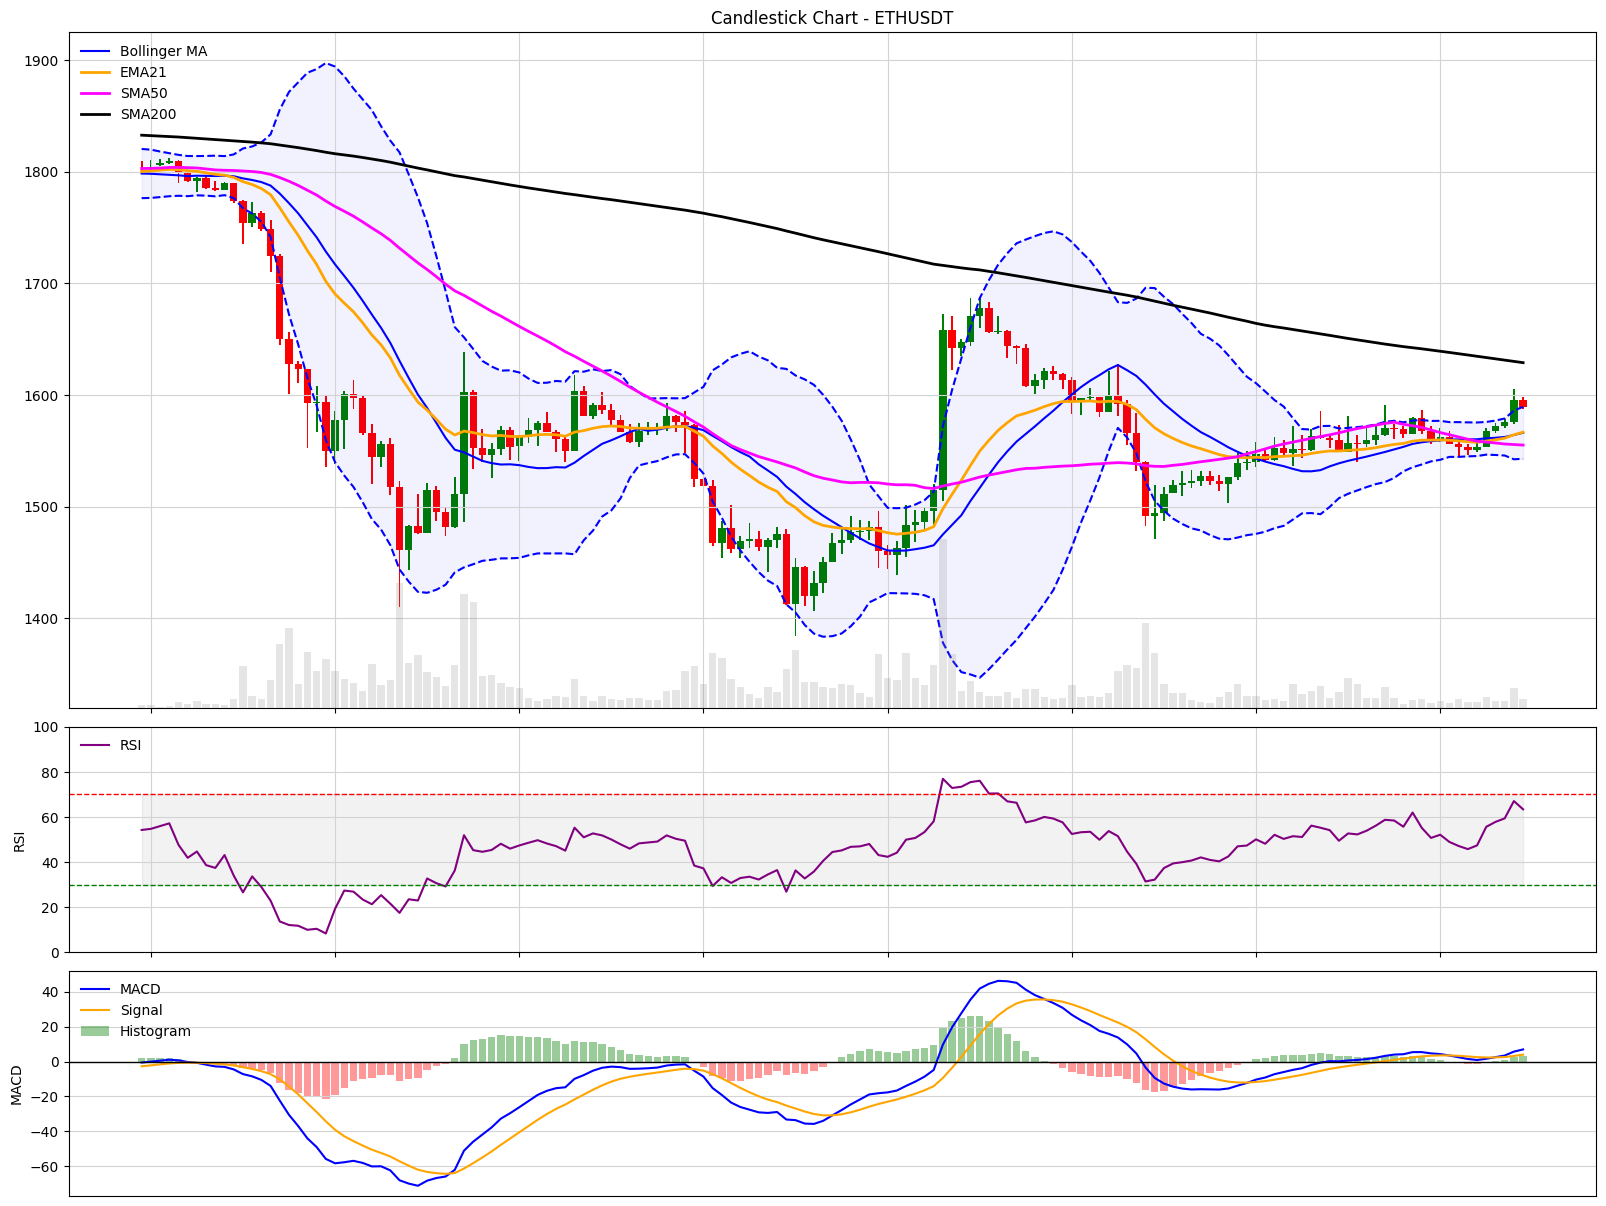 Candlestick Chart - ETHUSDT
Bollinger MA
EMA21
SMA50
SMA200
1900
1800
1700
1600
1500
1400
RSI
100
80
60
40
20
0
RSI
MACD
Signal
Histogram
40
20
0
−20
−40
−60
MACD